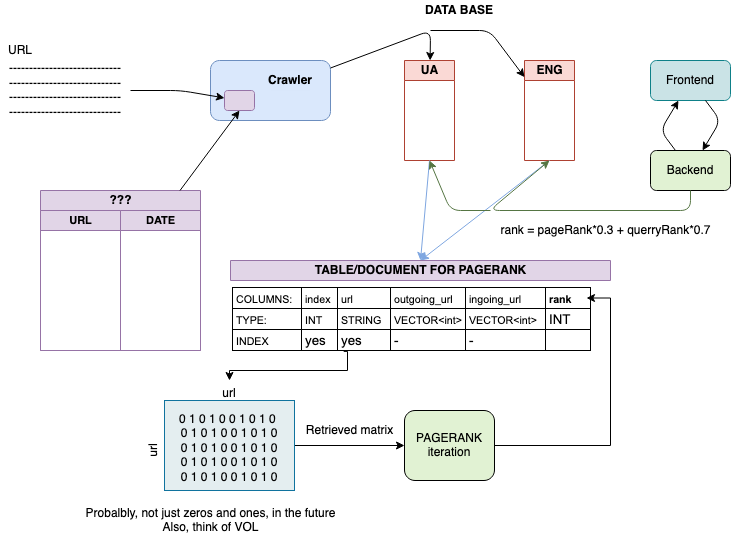 DATA BASE
URL
Crawler
UA
ENG
Frontend
Backend
???
URL DATE
rank = pageRank*0.3 + querryRank*0.7
TABLE/DOCUMENT FOR PAGERANK
COLUMNS: index url outgoing_url ingoing_url rank
TYPE: INT STRING VECTOR<int> VECTOR<int> INT
INDEX yes yes - -
url
url
0 1 0 1 0 0 1 0 1 0
0 1 0 1 0 0 1 0 1 0
0 1 0 1 0 0 1 0 1 0
0 1 0 1 0 0 1 0 1 0
0 1 0 1 0 0 1 0 1 0
Retrieved matrix
PAGERANK
iteration
Probalbly, not just zeros and ones, in the future
Also, think of VOL